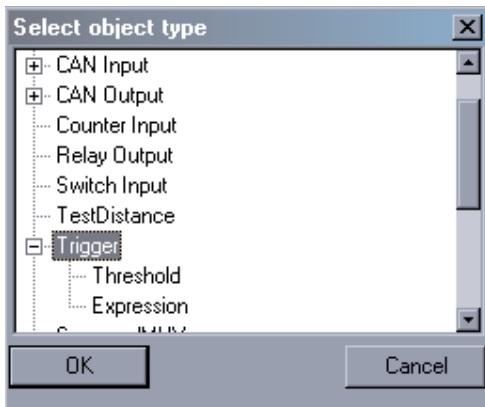 Select object type
CAN Input
CAN Output
Counter Input
Relay Output
Switch Input
TestDistance
Trigger
Threshold
Expression
OK
Cancel